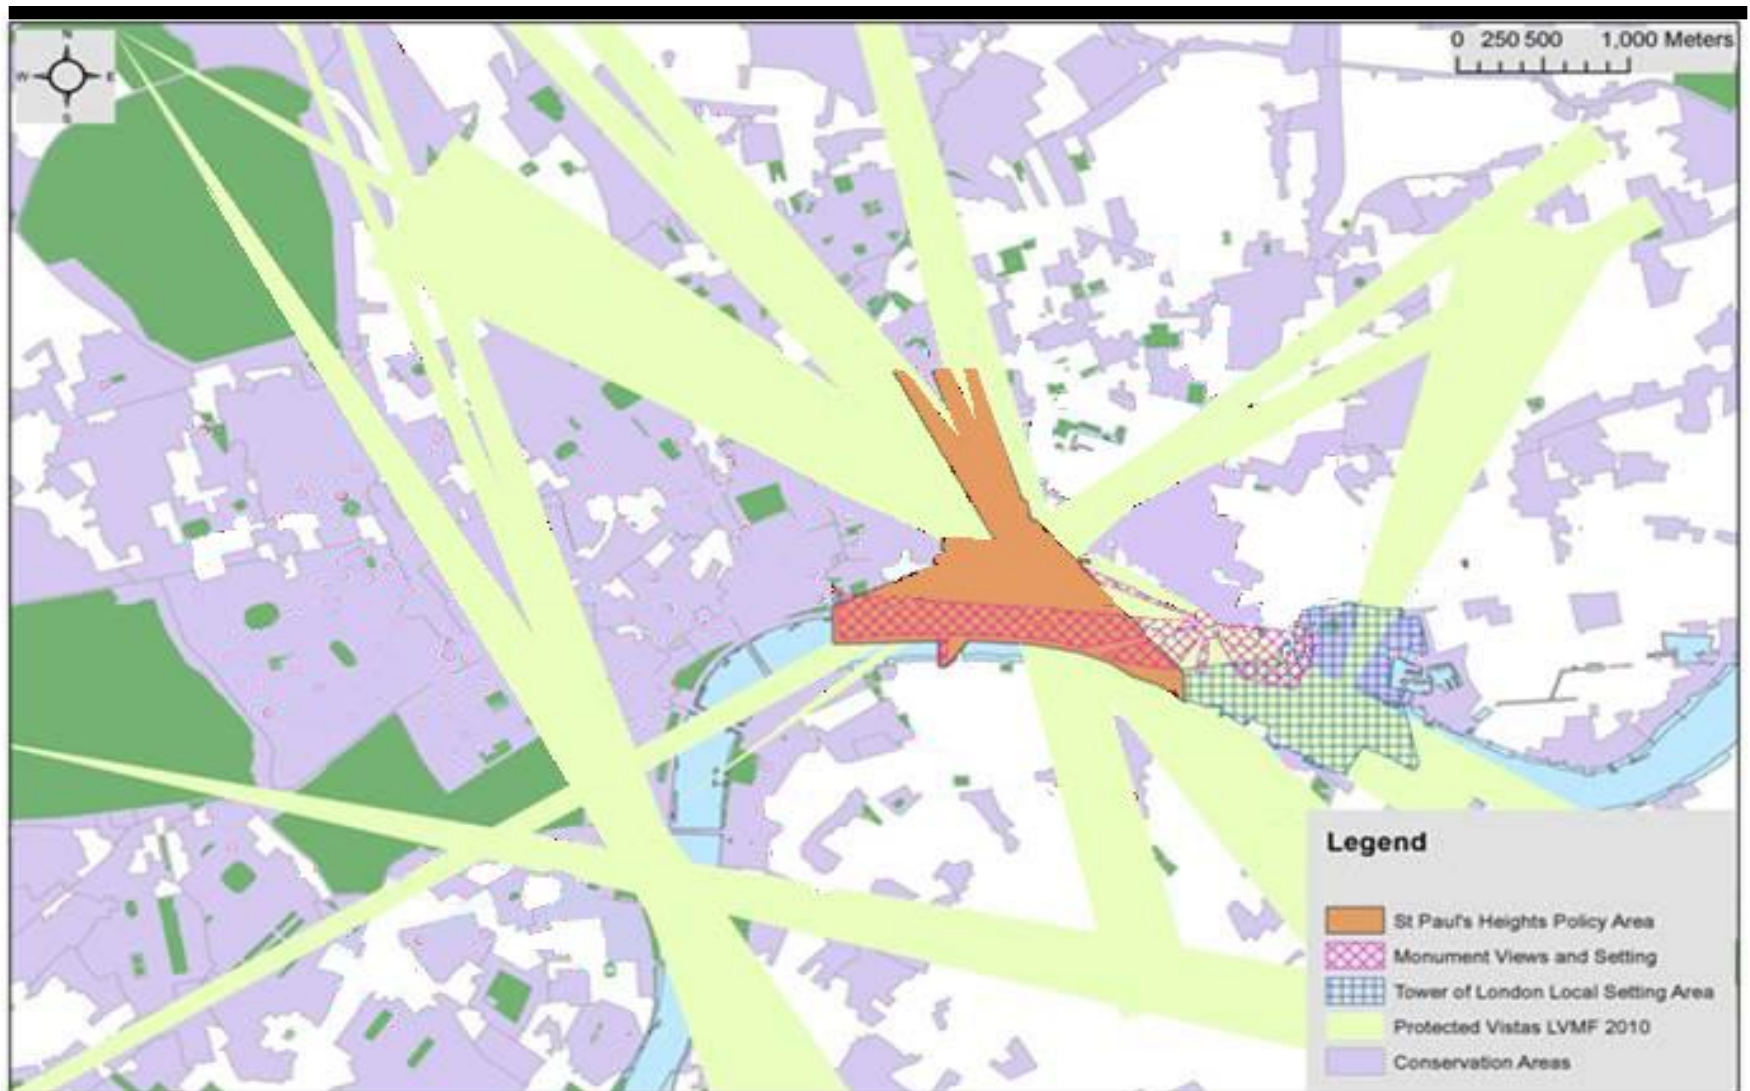 N
W E
S
0 250 500 1,000 Meters
Legend
St Paul's Heights Policy Area
Monument Views and Setting
Tower of London Local Setting Area
Protected Vistas LVMF 2010
Conservation Areas